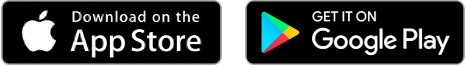 Download on the
App Store
GET IT ON
Google Play